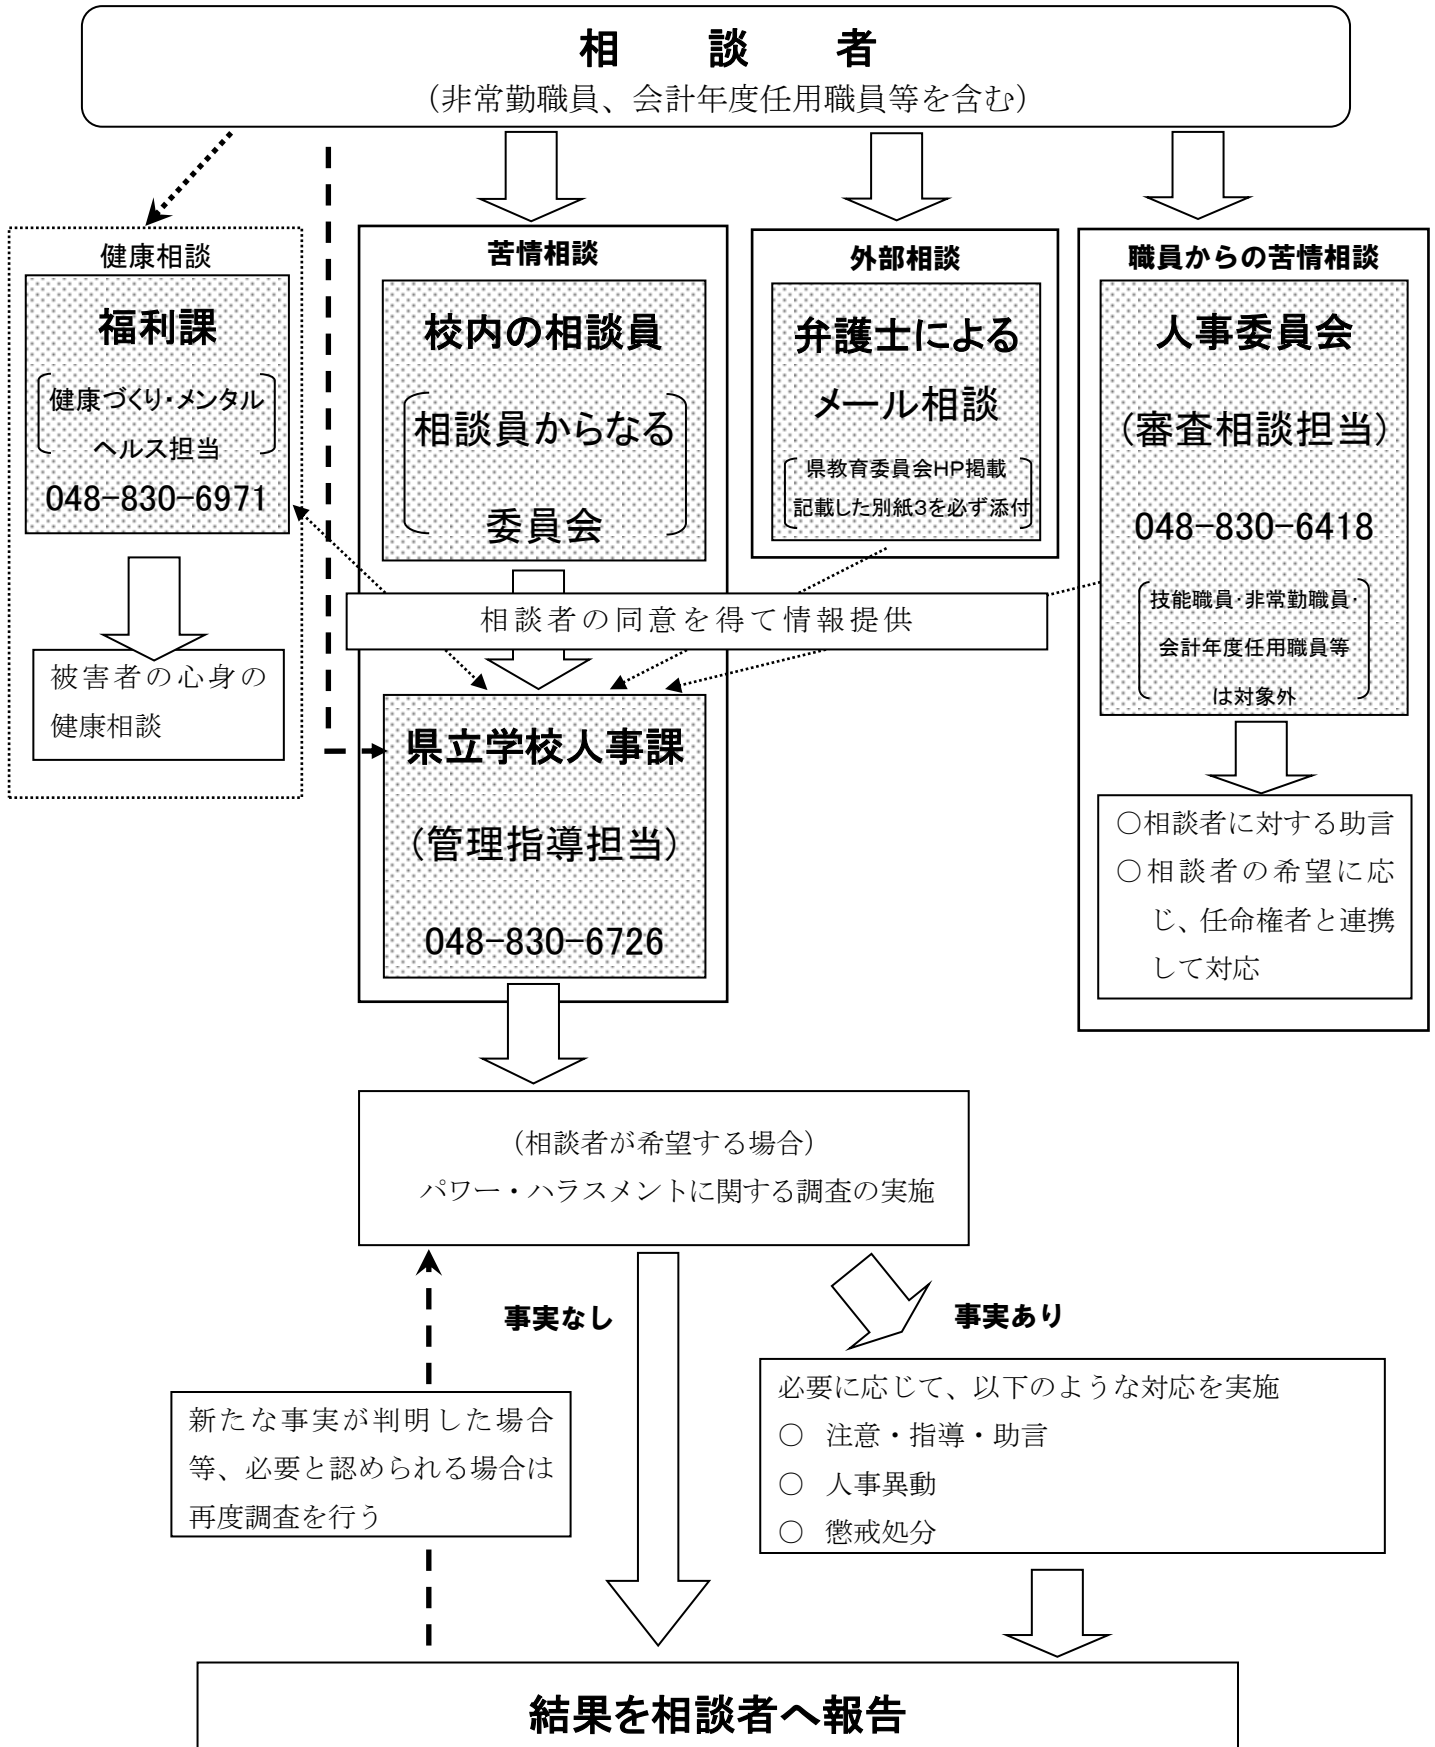 相　談　者
（非常勤職員、会計年度任用職員等を含む）
健康相談
福利課
健康づくり・メンタル
ヘルス担当
048-830-6971
被害者の心身の
健康相談
苦情相談
校内の相談員
相談員からなる
委員会
外部相談
弁護士による
メール相談
県教育委員会HP掲載
記載した別紙3を必ず添付
職員からの苦情相談
人事委員会
(審査相談担当)
048-830-6418
技能職員・非常勤職員・
会計年度任用職員等
は対象外
相談者の同意を得て情報提供
県立学校人事課
(管理指導担当)
048-830-6726
○相談者に対する助言
○相談者の希望に応
じ、任命権者と連携
して対応
（相談者が希望する場合）
パワー・ハラスメントに関する調査の実施
事実なし
事実あり
新たな事実が判明した場合
等、必要と認められる場合は
再度調査を行う
必要に応じて、以下のような対応を実施
○　注意・指導・助言
○　人事異動
○　懲戒処分
結果を相談者へ報告